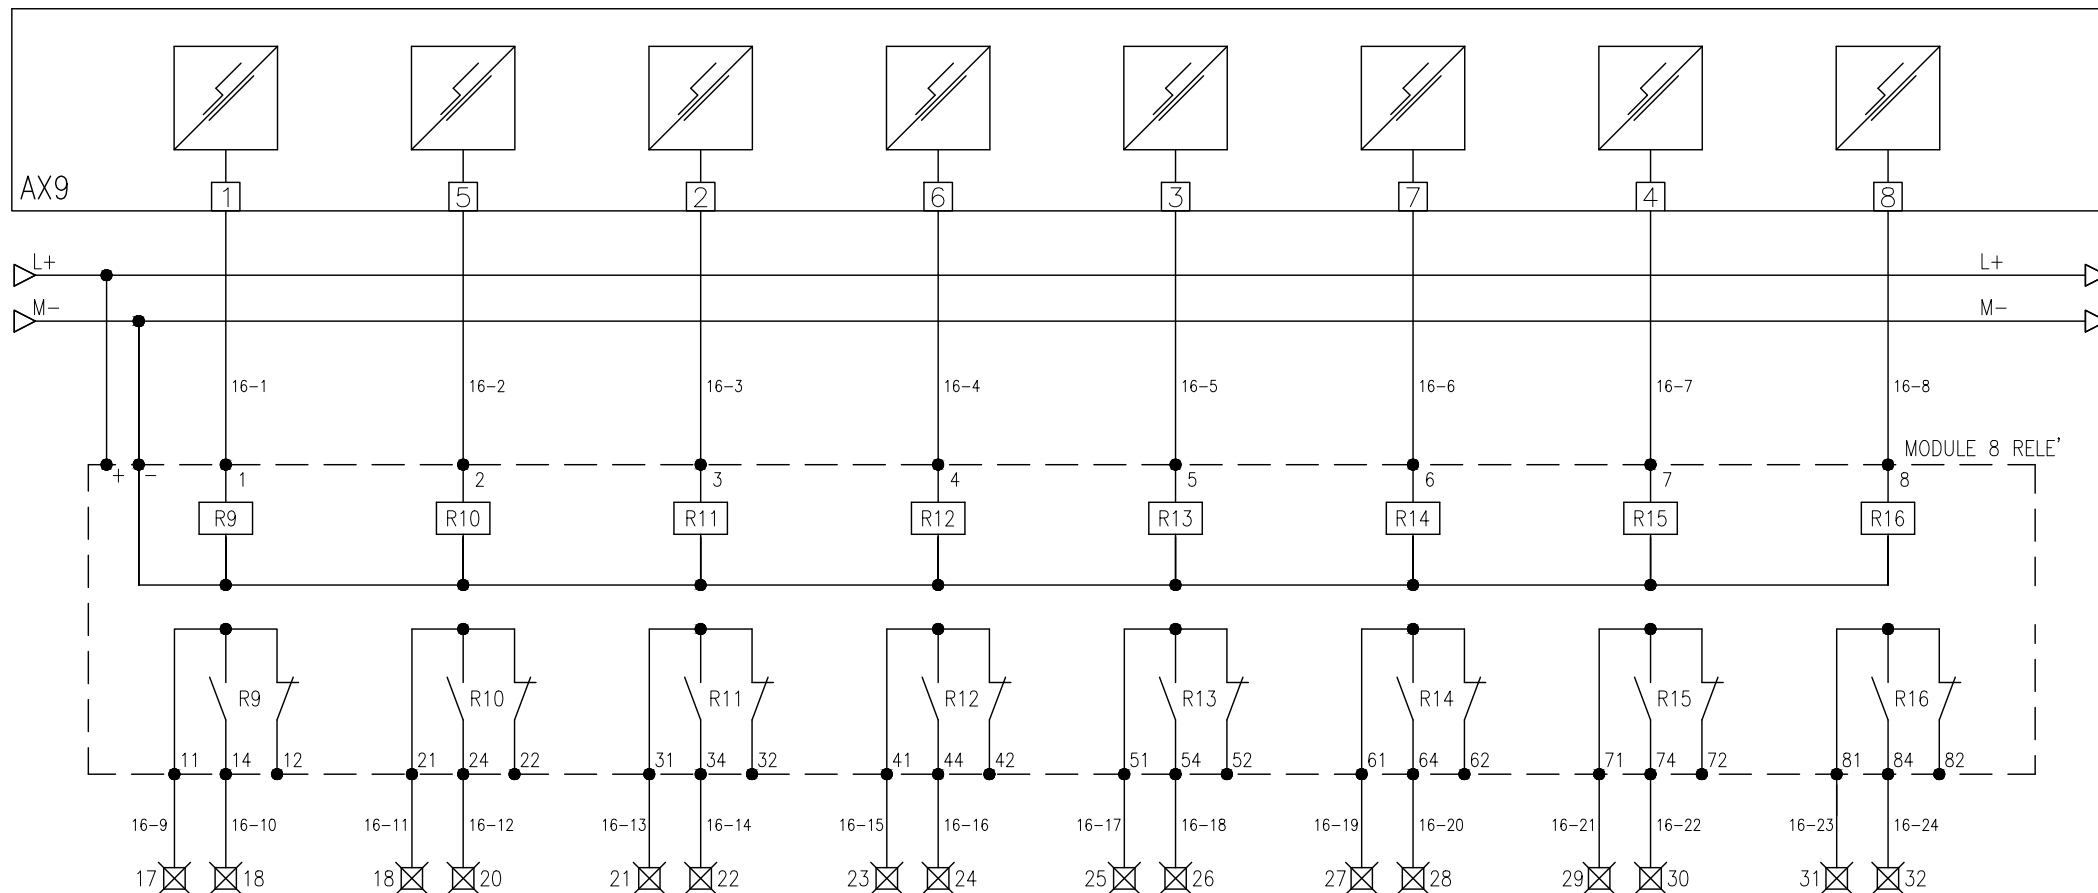 AX9 1 5 2 6 3 7 4 8
L+ L+
M- M-
16-1 16-2 16-3 16-4 16-5 16-6 16-7 16-8
MODULE 8 RELE'
+ - 1 2 3 4 5 6 7 8
R9 R10 R11 R12 R13 R14 R15 R16
R9 R10 R11 R12 R13 R14 R15 R16
11 14 12 21 24 22 31 34 32 41 44 42 51 54 52 61 64 62 71 74 72 81 84 82
16-9 16-10 16-11 16-12 16-13 16-14 16-15 16-16 16-17 16-18 16-19 16-20 16-21 16-22 16-23 16-24
17 18 18 20 21 22 23 24 25 26 27 28 29 30 31 32